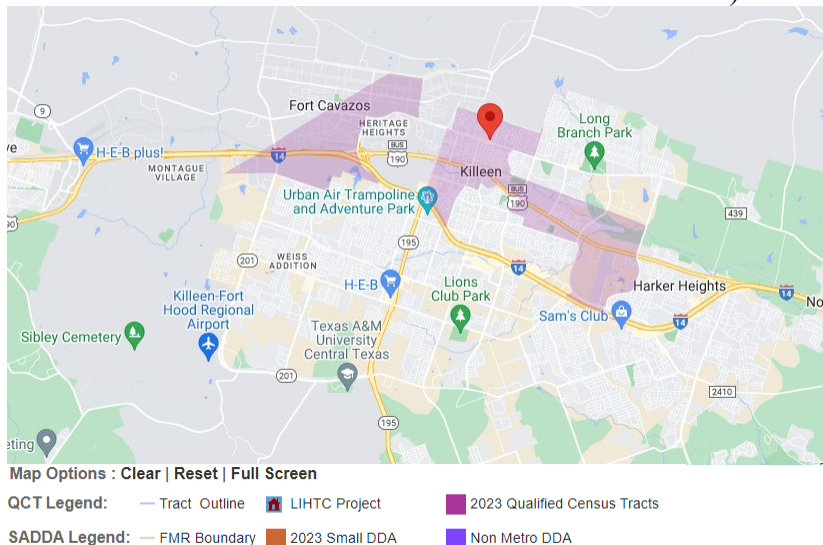 )
9
Fort Cavazos
HERITAGE
HEIGHTS
Long
Branch Park
ve
H-E-B plus!
14
BUS
190
MONTAGUE
VILLAGE
Killeen
Urban Air Trampoline
and Adventure Park
BUS
190
439
90
195
201
WEISS
ADDITION
14
H-E-B
Lions
Club Park
Harker Heights
14
No
Killeen-Fort
Hood Regional
Airport
Sam's Club
14
Sibley Cemetery
Texas A&M
University
Central Texas
201
2410
195
eting
Map Options : Clear | Reset | Full Screen
QCT Legend: Tract Outline LIHTC Project 2023 Qualified Census Tracts
SADDA Legend: FMR Boundary 2023 Small DDA Non Metro DDA